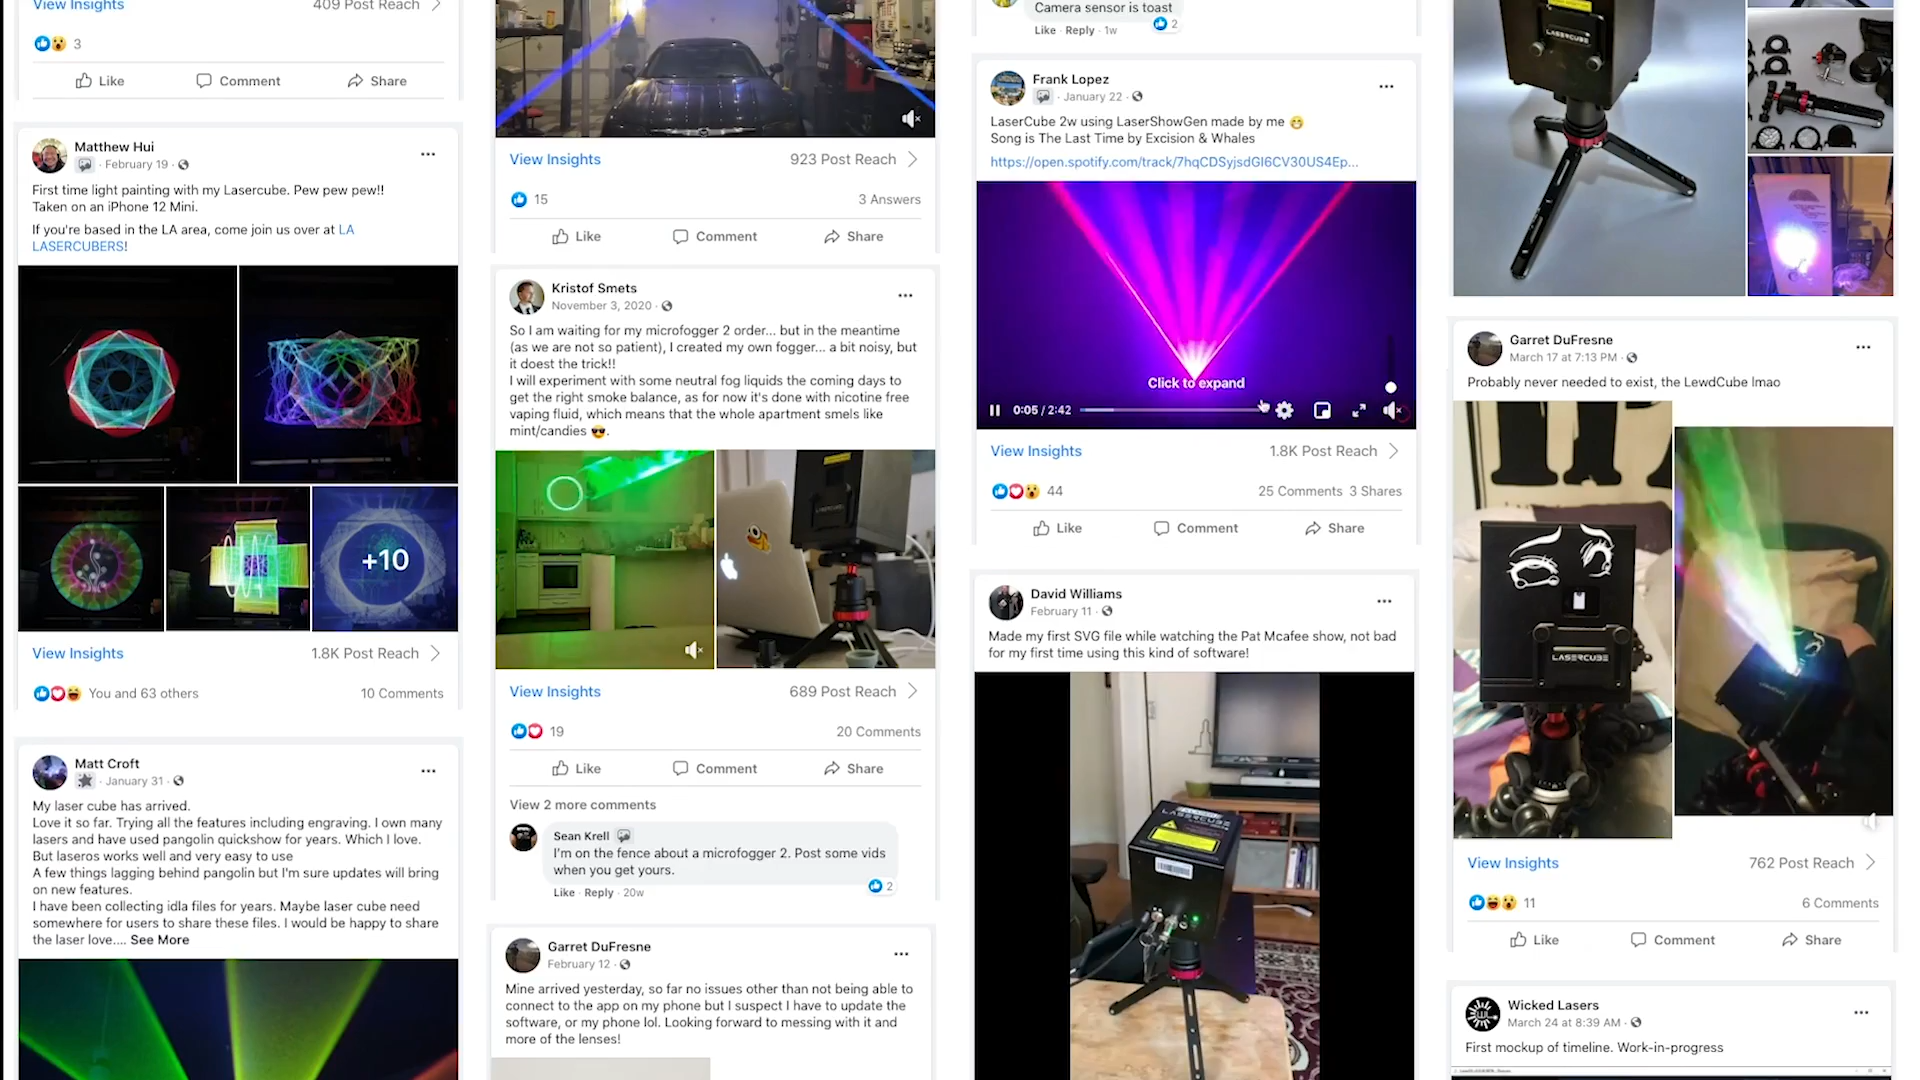 View Insights
409 Post Reach
3
Like
Comment
Share
Matthew Hui
February 19
First time light painting with my Lasercube. Pew pew pew!!
Taken on an iPhone 12 Mini.
If you're based in the LA area, come join us over at LA
LASERCUBERS!
+10
View Insights
1.8K Post Reach
You and 63 others
10 Comments
Matt Croft
January 31
My laser cube has arrived.
Love it so far. Trying all the features including engraving. I own many
lasers and have used pangolin quickshow for years. Which I love.
But laseros works well and very easy to use
A few things lagging behind pangolin but I'm sure updates will bring
on new features.
I have been collecting idla files for years. Maybe laser cube need
somewhere for users to share these files. I would be happy to share
the laser love.... See More
View Insights
923 Post Reach
15
3 Answers
Like
Comment
Share
Kristof Smets
November 3, 2020
So I am waiting for my microfogger 2 order... but in the meantime
(as we are not so patient), I created my own fogger... a bit noisy, but
it doest the trick!!
I will experiment with some neutral fog liquids the coming days to
get the right smoke balance, as for now it's done with nicotine free
vaping fluid, which means that the whole apartment smels like
mint/candies 😎.
View Insights
689 Post Reach
19
20 Comments
Like
Comment
Share
View 2 more comments
Sean Krell
I'm on the fence about a microfogger 2. Post some vids
when you get yours.
2
Like · Reply · 20w
Garret DuFresne
February 12
Mine arrived yesterday, so far no issues other than not being able to
connect to the app on my phone but I suspect I have to update the
software, or my phone lol. Looking forward to messing with it and
more of the lenses!
Camera sensor is toast
2
Like · Reply · 1w
Frank Lopez
January 22
LaserCube 2w using LaserShowGen made by me 😁
Song is The Last Time by Excision & Whales
https://open.spotify.com/track/7hqCDSyjsdGI6CV30US4Ep...
Click to expand
0:05 / 2:42
View Insights
1.8K Post Reach
44
25 Comments 3 Shares
Like
Comment
Share
David Williams
February 11
Made my first SVG file while watching the Pat Mcafee show, not bad
for my first time using this kind of software!
LASERCUBE
LASERCUBE
Garret DuFresne
March 17 at 7:13 PM
Probably never needed to exist, the LewdCube lmao
LASERCUBE
View Insights
762 Post Reach
11
6 Comments
Like
Comment
Share
Wicked Lasers
March 24 at 8:39 AM
First mockup of timeline. Work-in-progress